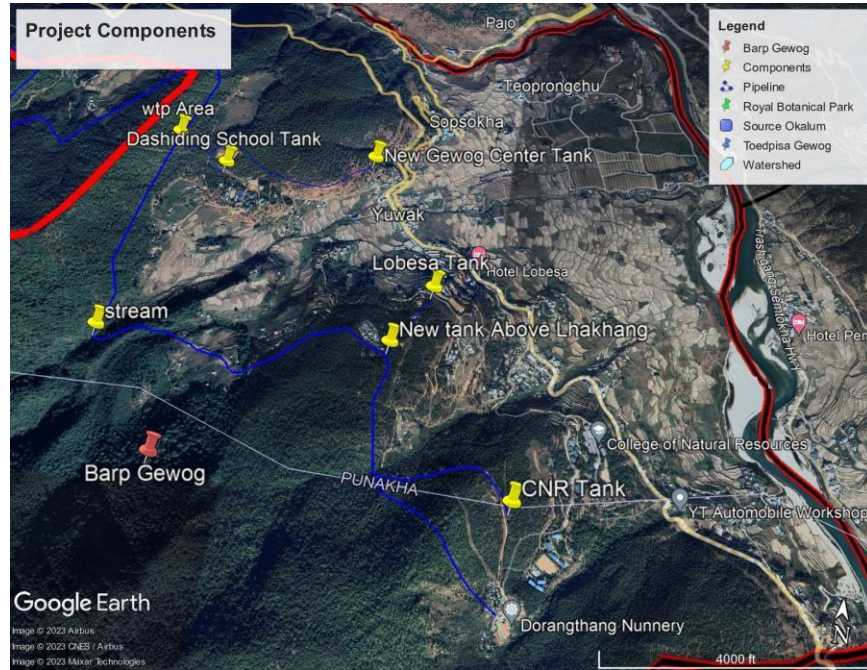 Project Components
Legend
Barp Gewog
Components
Pipeline
Royal Botanical Park
Source Okalum
Toedpisa Gewog
Watershed
Pajo
Teoprongchu
wtp Area
Sopsokha
Dashiding School Tank
New Gewog Center Tank
Yuwak
Lobesa Tank
Hotel Lobesa
Trashigang-Semtokha Hwy
stream
New tank Above Lhakhang
Hotel Pen
Barp Gewog
College of Natural Resources
PUNAKHA
CNR Tank
YT Automobile Workshop
Google Earth
Dorangthang Nunnery
N
Image © 2023 Airbus
Image © 2023 CNES / Airbus
Image © 2023 Maxar Technologies
4000 ft